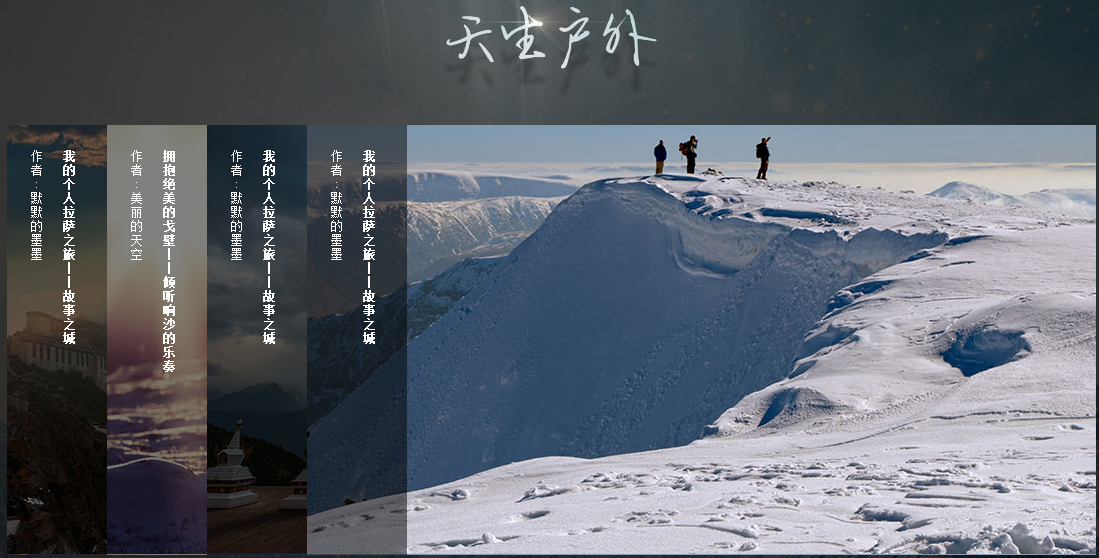 天生户外
我的个人拉萨之旅——故事之城
作者：默默的墨墨
拥抱绝美的戈壁——倾听响沙的乐奏
作者：美丽的天空
我的个人拉萨之旅——故事之城
作者：默默的墨墨
我的个人拉萨之旅——故事之城
作者：默默的墨墨